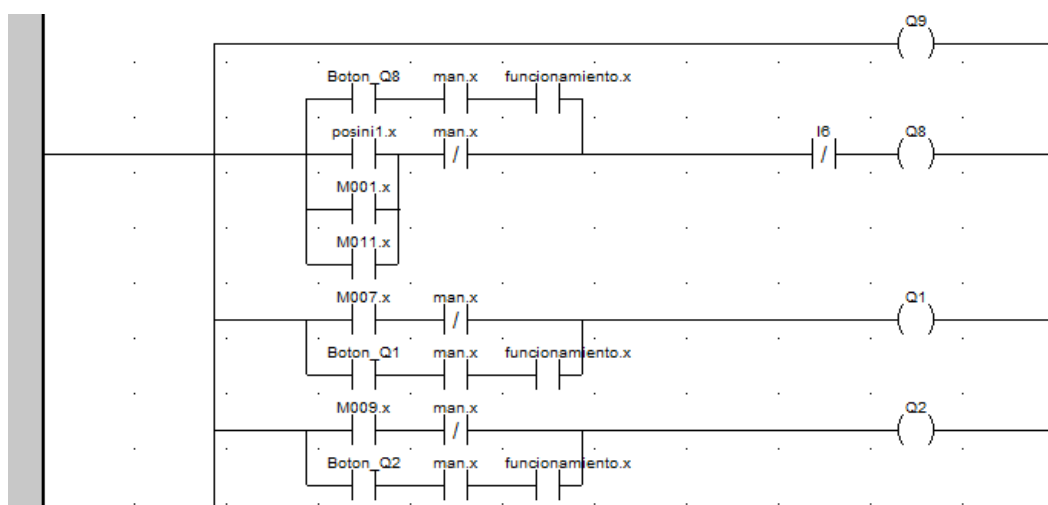 Q9
Boton_Q8 man.x funcionamiento.x
posini1.x man.x I6 Q8
/ /
M001.x
M011.x
M007.x man.x Q1
/
Boton_Q1 man.x funcionamiento.x
M009.x man.x Q2
/
Boton_Q2 man.x funcionamiento.x